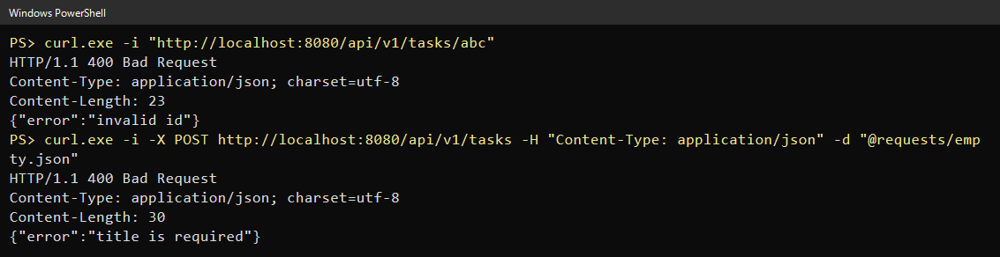 Windows PowerShell
PS> curl.exe -i "http://localhost:8080/api/v1/tasks/abc"
HTTP/1.1 400 Bad Request
Content-Type: application/json; charset=utf-8
Content-Length: 23
{"error":"invalid id"}
PS> curl.exe -i -X POST http://localhost:8080/api/v1/tasks -H "Content-Type: application/json" -d "@requests/emp
ty.json"
HTTP/1.1 400 Bad Request
Content-Type: application/json; charset=utf-8
Content-Length: 30
{"error":"title is required"}